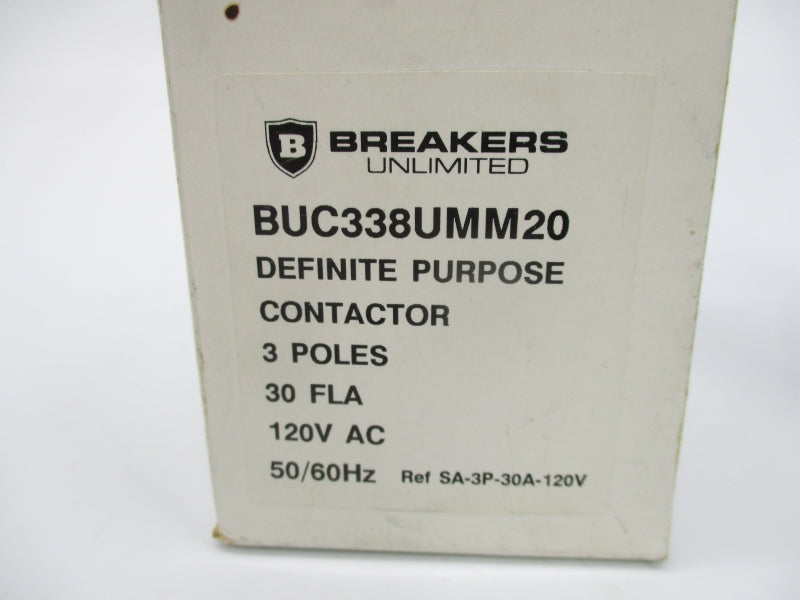 B BREAKERS
UNLIMITED
BUC338UMM20
DEFINITE PURPOSE
CONTACTOR
3 POLES
30 FLA
120V AC
50/60Hz Ref SA-3P-30A-120V